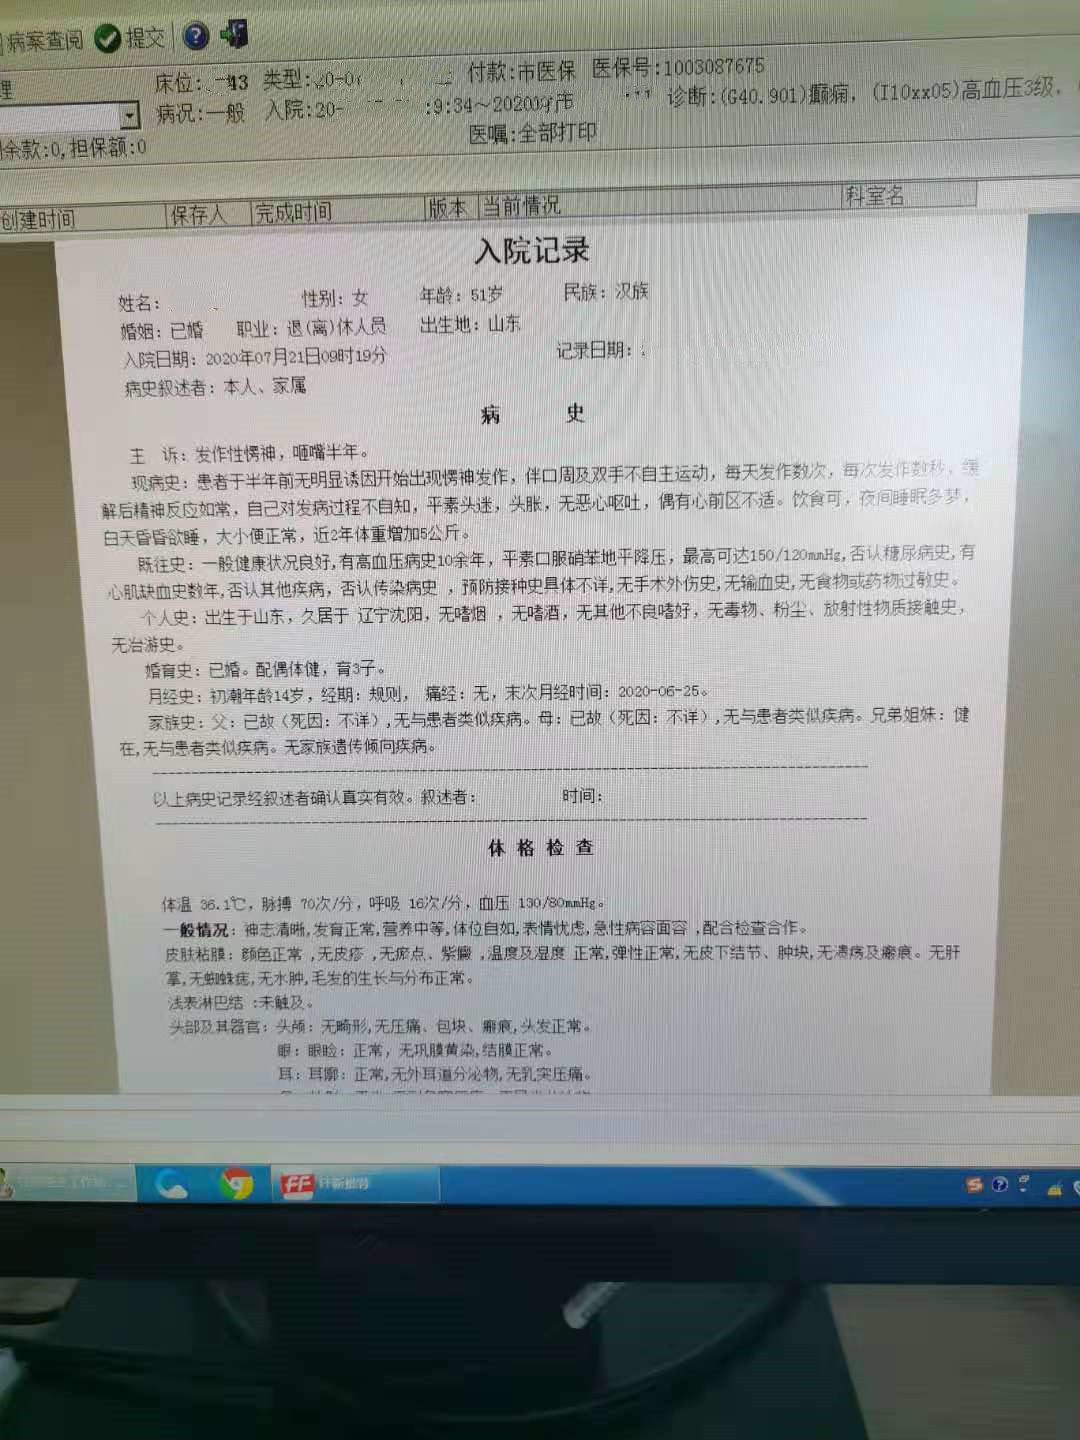 病案查阅 提交
理 床位: 43 类型:20-0 付款:市医保 医保号:1003087675
病况:一般 入院:20- :9:34～2020年市 诊断:(G40.901)癫痫, (I10xx05)高血压3级,
余款:0,担保额:0 医嘱:全部打印
创建时间 保存人 完成时间 版本 当前情况 科室名
入院记录
姓名: 性别: 女 年龄: 51岁 民族: 汉族
婚姻: 已婚 职业: 退(离)休人员 出生地: 山东
入院日期: 2020年07月21日09时19分 记录日期:
病史叙述者: 本人、家属
病 史
主 诉: 发作性愣神, 咂嘴半年。
现病史: 患者于半年前无明显诱因开始出现愣神发作, 伴口周及双手不自主运动, 每天发作数次, 每次发作数秒, 缓
解后精神反应如常, 自己对发病过程不自知, 平素头迷, 头胀, 无恶心呕吐, 偶有心前区不适。饮食可, 夜间睡眠多梦,
白天昏昏欲睡, 大小便正常, 近2年体重增加5公斤。
既往史: 一般健康状况良好,有高血压病史10余年, 平素口服硝苯地平降压, 最高可达150/120mmHg,否认糖尿病史,有
心肌缺血史数年,否认其他疾病, 否认传染病史 , 预防接种史具体不详,无手术外伤史,无输血史,无食物或药物过敏史。
个人史: 出生于山东, 久居于 辽宁沈阳, 无嗜烟 , 无嗜酒, 无其他不良嗜好, 无毒物、粉尘、放射性物质接触史,
无冶游史。
婚育史: 已婚。配偶体健, 育3子。
月经史: 初潮年龄14岁, 经期: 规则, 痛经: 无, 末次月经时间: 2020-06-25。
家族史: 父: 已故 (死因: 不详) ,无与患者类似疾病。母: 已故 (死因: 不详) ,无与患者类似疾病。兄弟姐妹: 健
在,无与患者类似疾病。无家族遗传倾向疾病。
以上病史记录经叙述者确认真实有效。叙述者: 时间:
体 格 检 查
体温 36.1℃, 脉搏 70次/分, 呼吸 16次/分, 血压 130/80mmHg。
一般情况: 神志清晰,发育正常,营养中等,体位自如,表情忧虑,急性病容面容 ,配合检查合作。
皮肤粘膜: 颜色正常 ,无皮疹 ,无瘀点、紫癜 ,温度及湿度 正常,弹性正常,无皮下结节、肿块,无溃疡及瘢痕。无肝
掌,无蜘蛛痣,无水肿,毛发的生长与分布正常。
浅表淋巴结 :未触及。
头部及其器官: 头颅: 无畸形,无压痛、包块、瘢痕,头发正常。
眼: 眼睑: 正常, 无巩膜黄染,结膜正常。
耳: 耳廓: 正常,无外耳道分泌物,无乳突压痛。